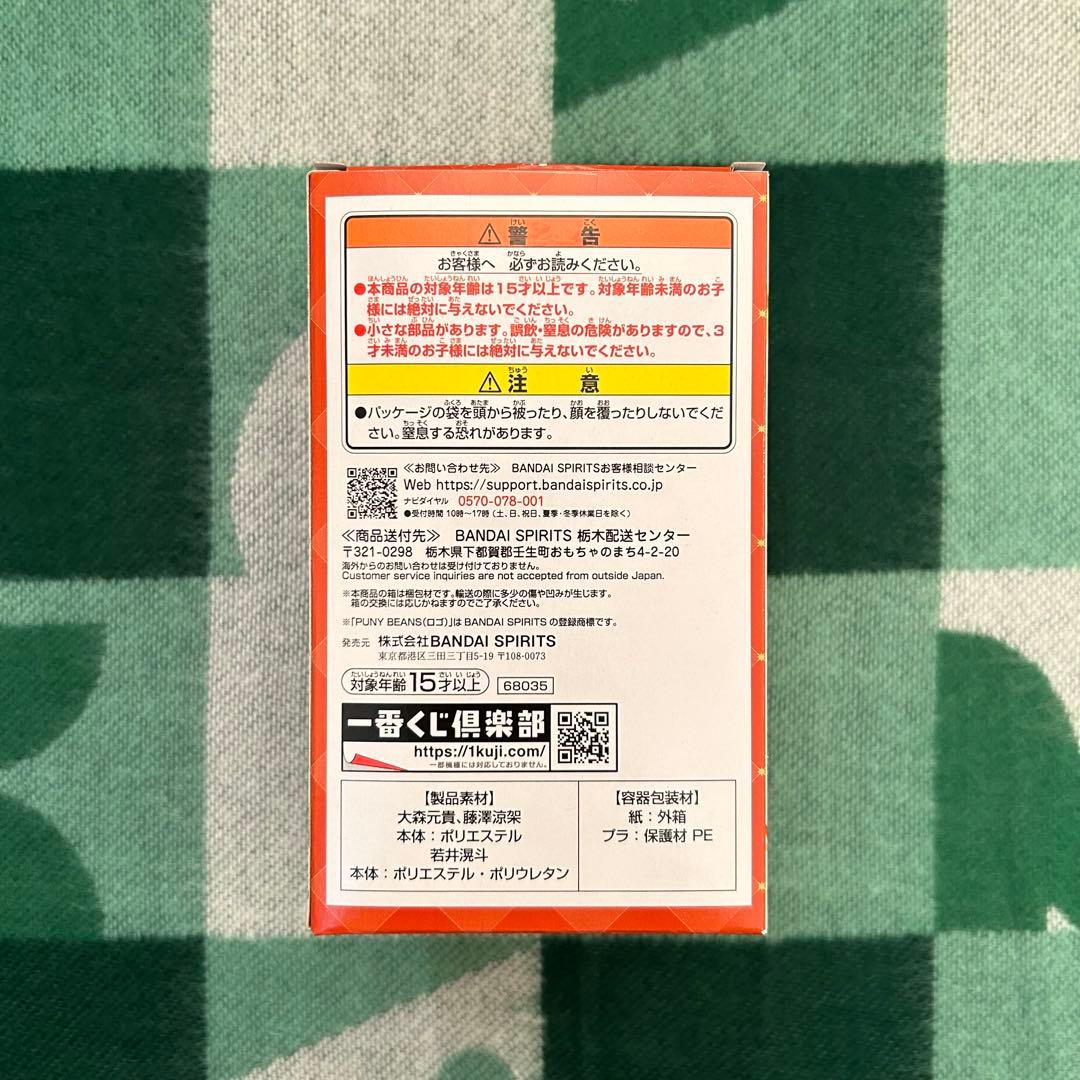 ⚠警告
お客様へ 必ずお読みください。
●本商品の対象年齢は15才以上です。対象年齢未満のお子
様には絶対に与えないでください。
●小さな部品があります。誤飲・窒息の危険がありますので、3
才未満のお子様には絶対に与えないでください。
⚠注意
●パッケージの袋を頭から被ったり、顔を覆ったりしないでくだ
さい。窒息する恐れがあります。
≪お問い合わせ先≫ BANDAI SPIRITSお客様相談センター
Web https://support.bandaispirits.co.jp
ナビダイヤル 0570-078-001
●受付時間 10時～17時(土、日、祝日、夏季・冬季休業日を除く)
≪商品送付先≫ BANDAI SPIRITS 栃木配送センター
〒321-0298 栃木県下都賀郡壬生町おもちゃのまち4-2-20
海外からのお問い合わせは受け付けておりません。
Customer service inquiries are not accepted from outside Japan.
※本商品の箱は梱包材です。輸送の際に多少の傷や凹みが生じます。
箱の交換には応じかねますのでご了承ください。
※「PUNY BEANS(ロゴ)」は BANDAI SPIRITS の登録商標です。
発売元 株式会社BANDAI SPIRITS
東京都港区三田三丁目5-19 〒108-0073
対象年齢15才以上 68035
一番くじ倶楽部
https://1kuji.com/
一部機種には対応しておりません。
【製品素材】
大森元貴、藤澤涼架
本体：ポリエステル
若井滉斗
本体：ポリエステル・ポリウレタン
【容器包装材】
紙：外箱
プラ：保護材 PE